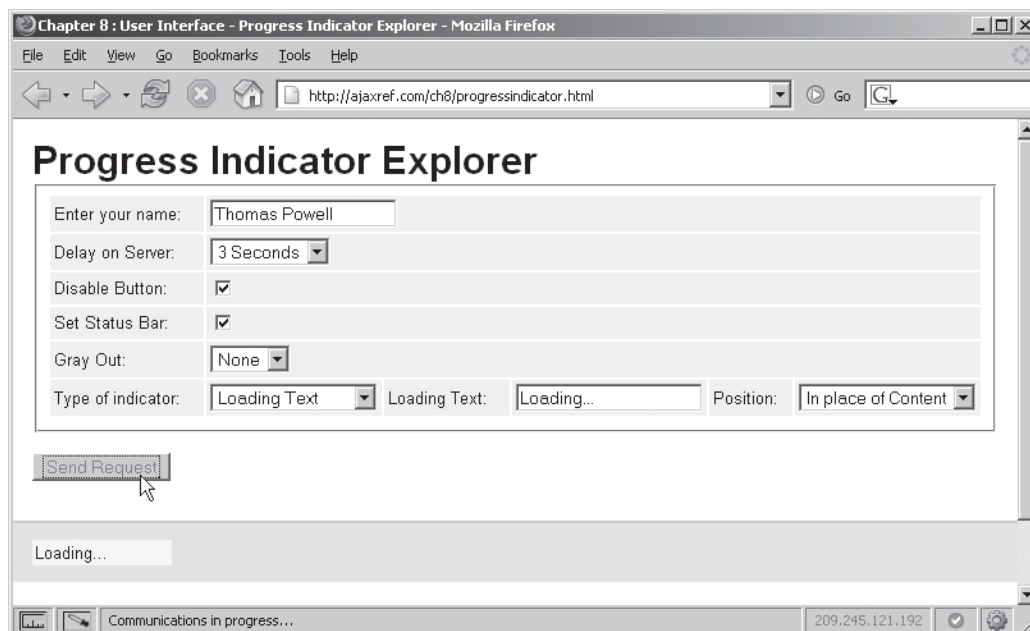 Chapter 8 : User Interface - Progress Indicator Explorer - Mozilla Firefox
File Edit View Go Bookmarks Tools Help
http://ajaxref.com/ch8/progressindicator.html Go G
Progress Indicator Explorer
Enter your name: Thomas Powell
Delay on Server: 3 Seconds
Disable Button:
Set Status Bar:
Gray Out: None
Type of indicator: Loading Text Loading Text: Loading... Position: In place of Content
Send Request
Loading...
Communications in progress... 209.245.121.192